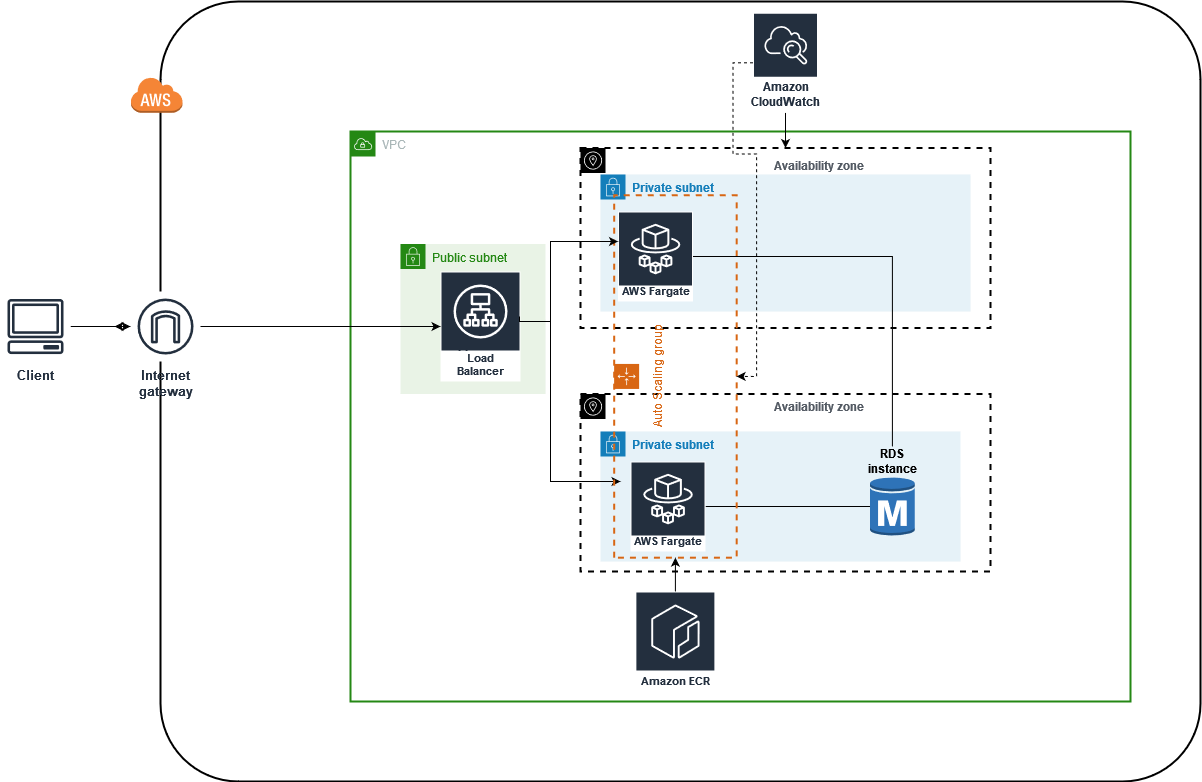 Amazon
CloudWatch
AWS
VPC
Availability zone
Private subnet
AWS Fargate
Public subnet
Load
Balancer
Client
Internet
gateway
Auto Scaling group
Availability zone
Private subnet
RDS
instance
M
AWS Fargate
Amazon ECR